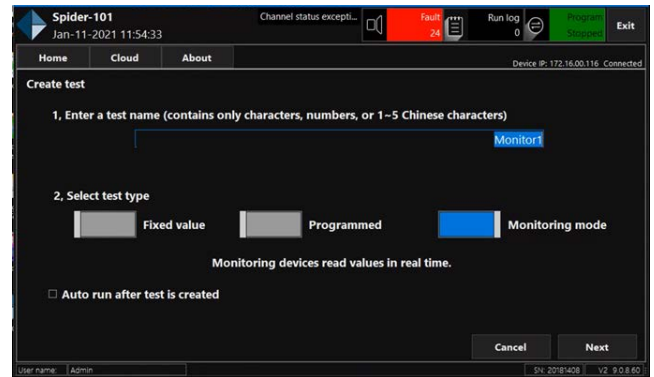 Spider-101
Jan-11-2021 11:54:33
Channel status excepti...
Fault
24
Run log
0
Program
Stopped
Exit
Home Cloud About
Device IP: 172.16.00.116 Connected
Create test
1, Enter a test name (contains only characters, numbers, or 1~5 Chinese characters)
Monitor1
2, Select test type
Fixed value Programmed Monitoring mode
Monitoring devices read values in real time.
Auto run after test is created
Cancel Next
User name: Admin SN: 20181408 V2 9.0.8.60